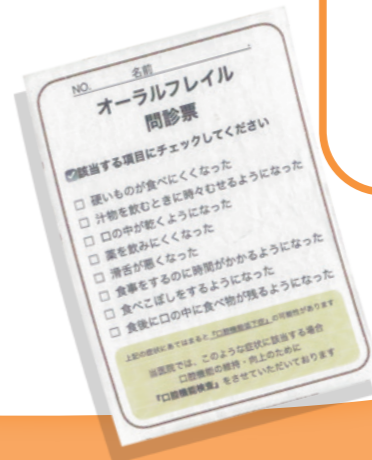 NO. 名前
オーラルフレイル
問診票
☑該当する項目にチェックしてください
□ 硬いものが食べにくくなった
□ 汁物を飲むときに時々むせるようになった
□ 口の中が乾くようになった
□ 薬を飲みにくくなった
□ 滑舌が悪くなった
□ 食事をするのに時間がかかるようになった
□ 食べこぼしをするようになった
□ 食後に口の中に食べ物が残るようになった
上記の症状にあてはまると『口腔機能低下症』の可能性があります
当医院では、このような症状に該当する場合
口腔機能の維持・向上のために
『口腔機能検査』をさせていただいております